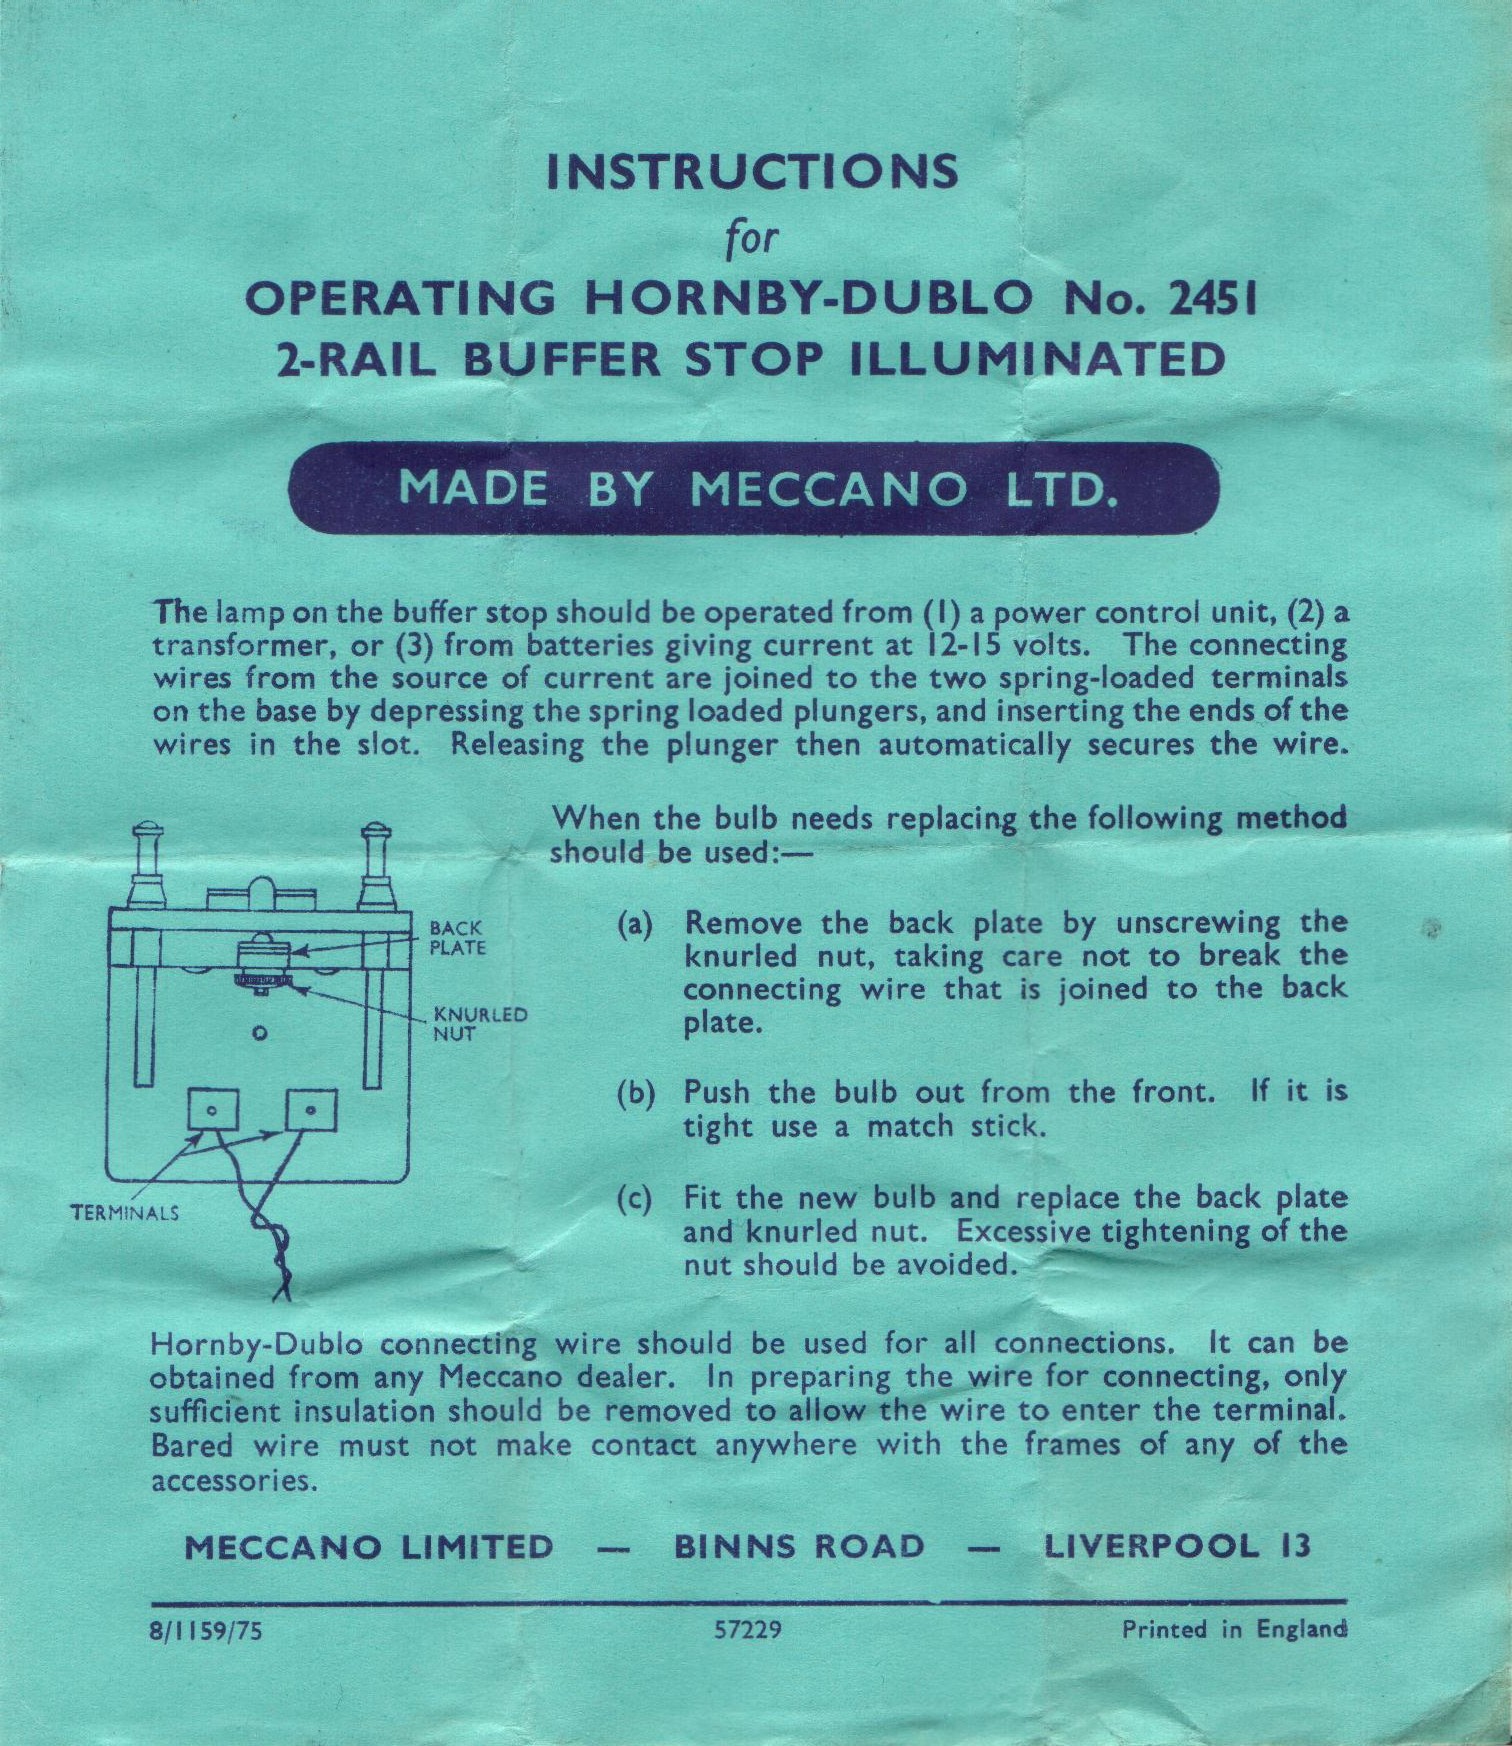 INSTRUCTIONS
for
OPERATING HORNBY-DUBLO No. 2451
2-RAIL BUFFER STOP ILLUMINATED
MADE BY MECCANO LTD.
The lamp on the buffer stop should be operated from (1) a power control unit, (2) a
transformer, or (3) from batteries giving current at 12-15 volts. The connecting
wires from the source of current are joined to the two spring-loaded terminals
on the base by depressing the spring loaded plungers, and inserting the ends of the
wires in the slot. Releasing the plunger then automatically secures the wire.
When the bulb needs replacing the following method
should be used:—
(a) Remove the back plate by unscrewing the
knurled nut, taking care not to break the
connecting wire that is joined to the back
plate.
(b) Push the bulb out from the front. If it is
tight use a match stick.
(c) Fit the new bulb and replace the back plate
and knurled nut. Excessive tightening of the
nut should be avoided.
BACK
PLATE
KNURLED
NUT
TERMINALS
Hornby-Dublo connecting wire should be used for all connections. It can be
obtained from any Meccano dealer. In preparing the wire for connecting, only
sufficient insulation should be removed to allow the wire to enter the terminal.
Bared wire must not make contact anywhere with the frames of any of the
accessories.
MECCANO LIMITED — BINNS ROAD — LIVERPOOL 13
8/1159/75 57229 Printed in England